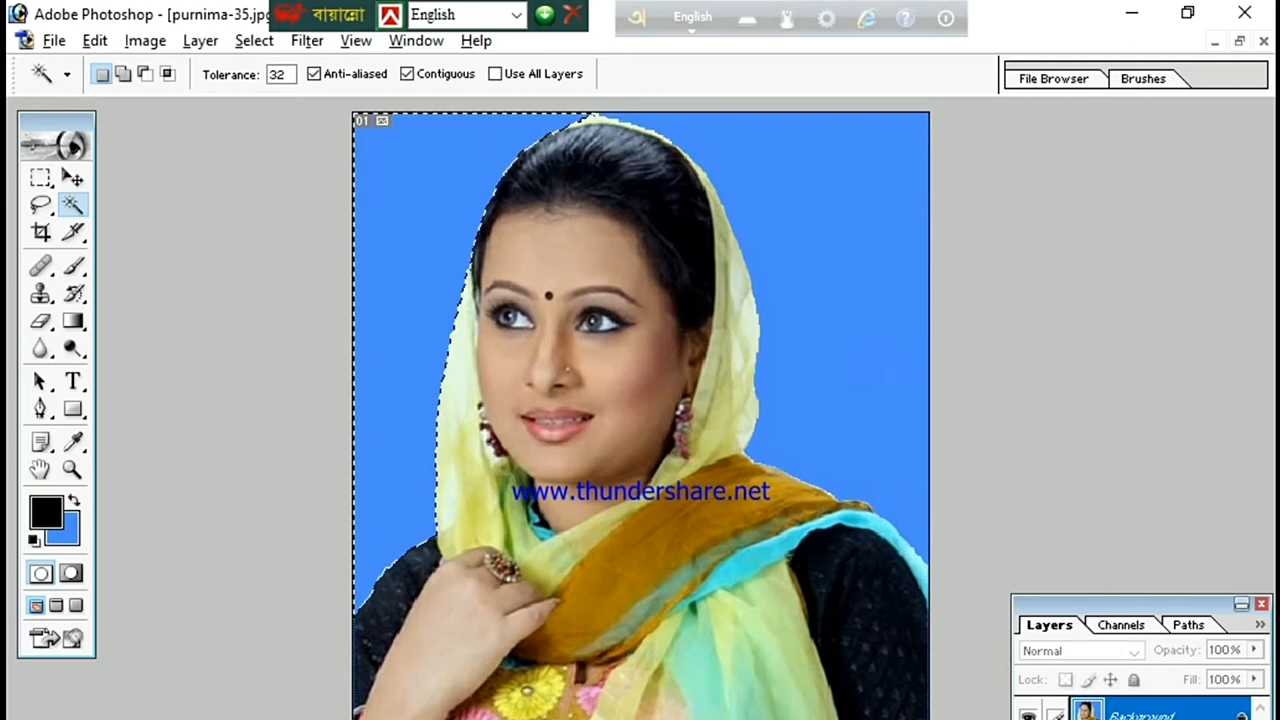 Adobe Photoshop - [purnima-35.jpg
বায়ান্নো
English
অ
English
File Edit Image Layer Select Filter View Window Help
Tolerance: 32 Anti-aliased Contiguous Use All Layers
File Browser Brushes
01
www.thundershare.net
Layers Channels Paths
Normal Opacity: 100%
Lock: Fill: 100%
Background